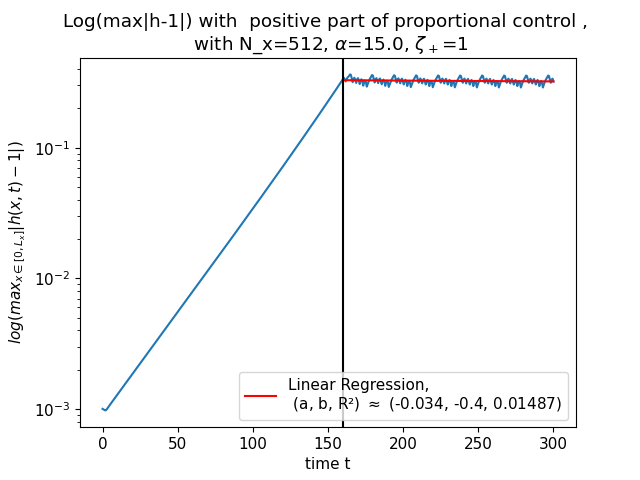 Log(max|h-1|) with  positive part of proportional control ,
with N_x=512, α=15.0, ζ₊=1
log(max_{x∈[0,L_x]}|h(x, t) − 1|)
10⁻¹
10⁻²
10⁻³
Linear Regression,
(a, b, R²) ≈ (-0.034, -0.4, 0.01487)
0 50 100 150 200 250 300
time t